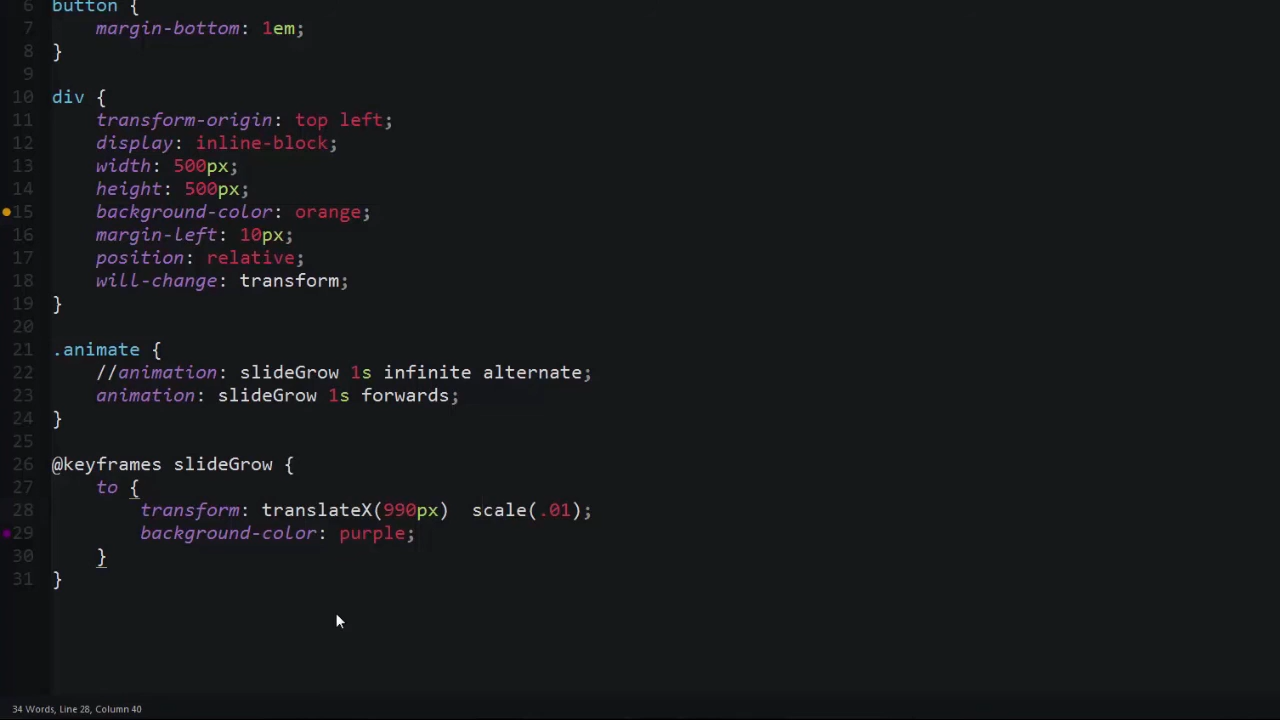 6 button {
7 margin-bottom: 1em;
8 }
9
10 div {
11 transform-origin: top left;
12 display: inline-block;
13 width: 500px;
14 height: 500px;
15 background-color: orange;
16 margin-left: 10px;
17 position: relative;
18 will-change: transform;
19 }
20
21 .animate {
22 //animation: slideGrow 1s infinite alternate;
23 animation: slideGrow 1s forwards;
24 }
25
26 @keyframes slideGrow {
27 to {
28 transform: translateX(990px)  scale(.01);
29 background-color: purple;
30 }
31 }
34 Words, Line 28, Column 40